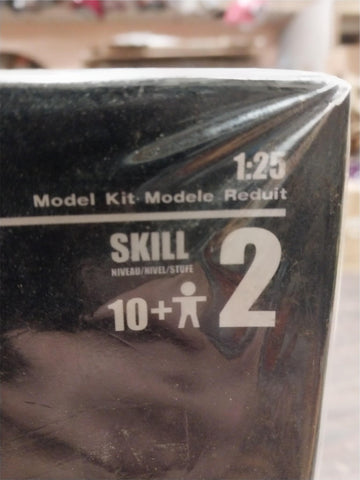 1:25
Model Kit· Modele Reduit
SKILL 2
NIVEAU/NIVEL/STUFE
10+